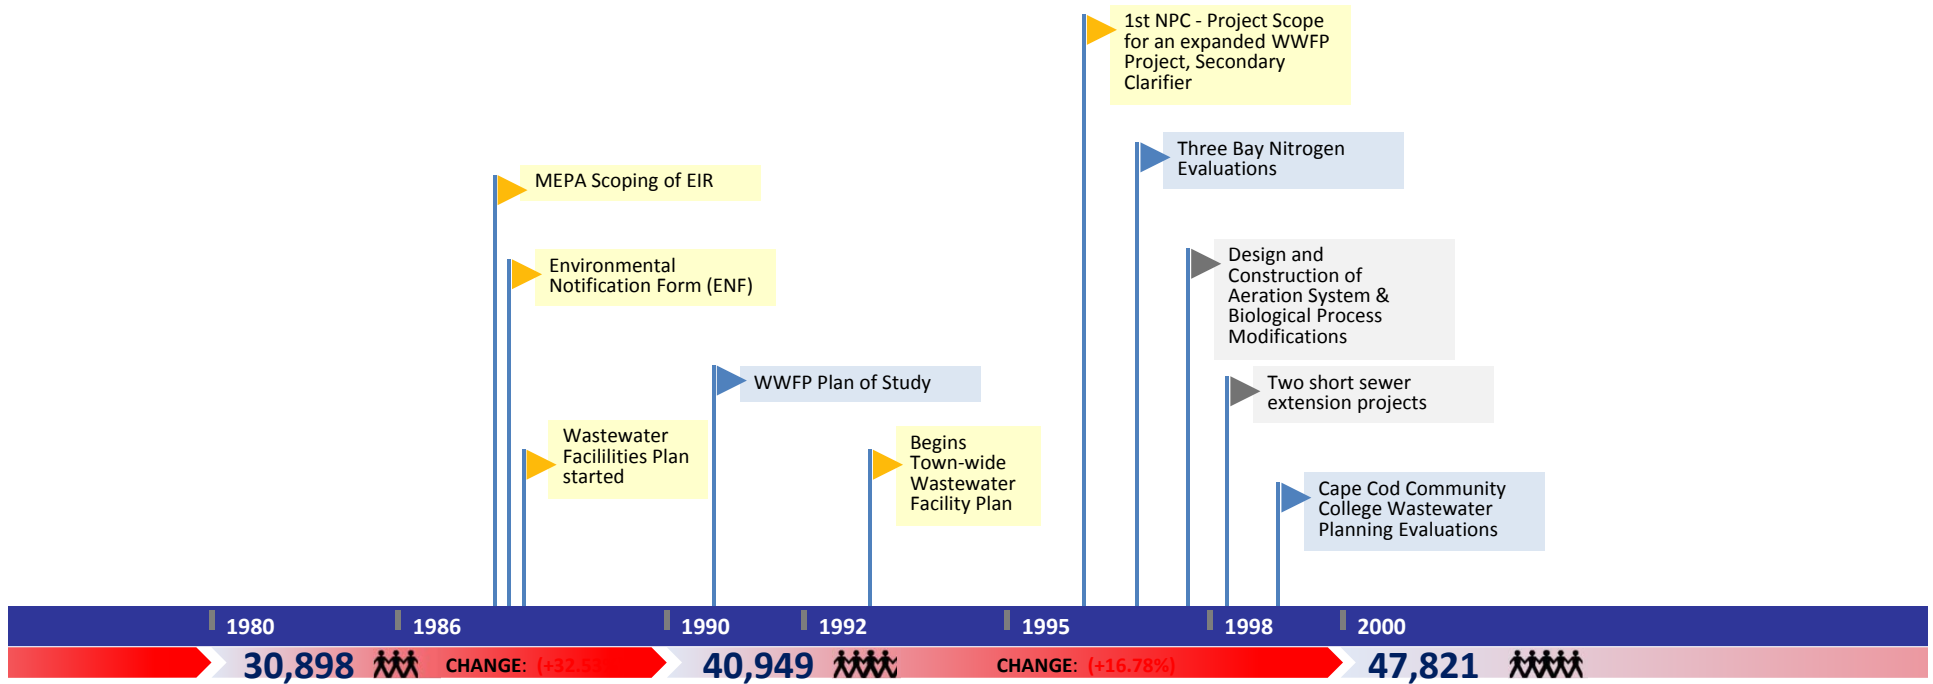 1st NPC - Project Scope
for an expanded WWFP
Project, Secondary
Clarifier
Three Bay Nitrogen
Evaluations
MEPA Scoping of EIR
Environmental
Notification Form (ENF)
Design and
Construction of
Aeration System &
Biological Process
Modifications
WWFP Plan of Study
Two short sewer
extension projects
Wastewater
Facililities Plan
started
Begins
Town-wide
Wastewater
Facility Plan
Cape Cod Community
College Wastewater
Planning Evaluations
1980 1986 1990 1992 1995 1998 2000
30,898 CHANGE: (+32.53 40,949 CHANGE: (+16.78%) 47,821